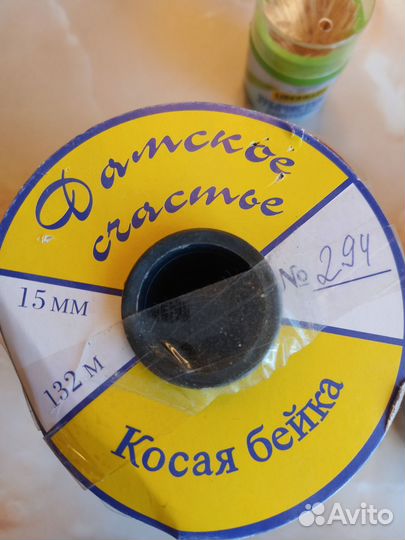 Дамское
счастье
15 мм
132 м
№ 294
Косая бейка
Avito